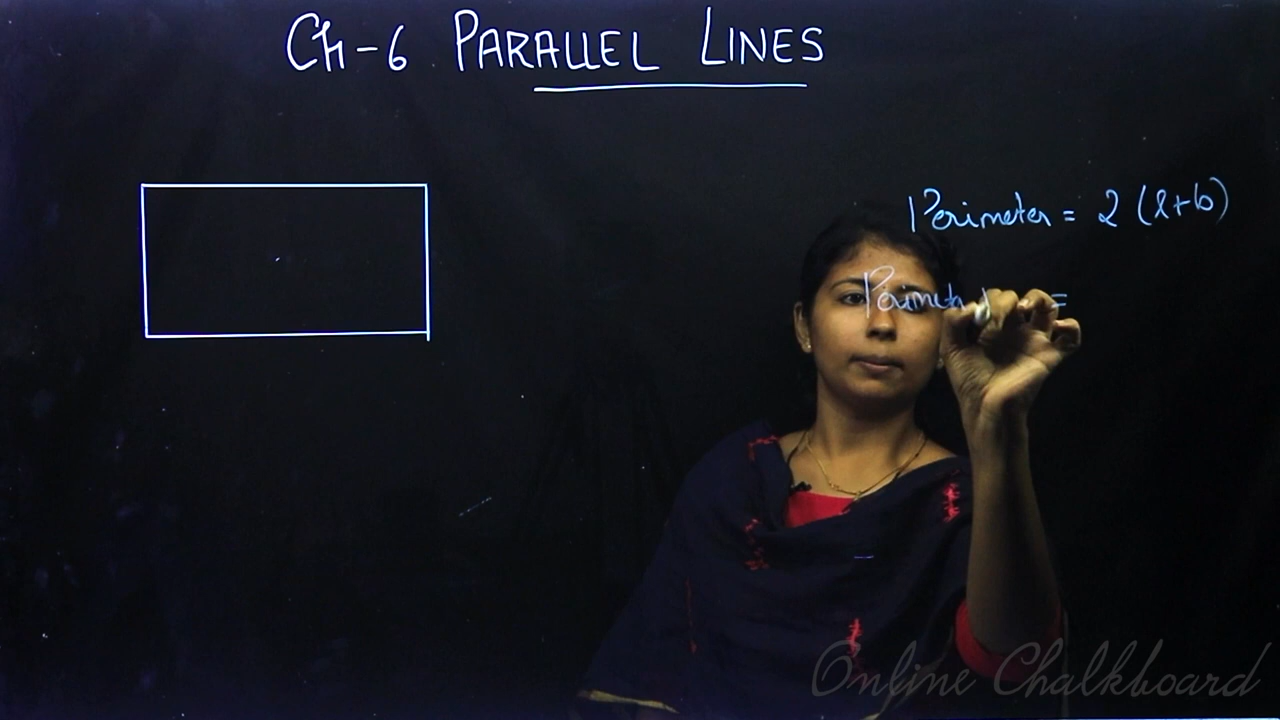 Ch-6 PARALLEL LINES
Perimeter = 2 (l+b)
=
Online Chalkboard